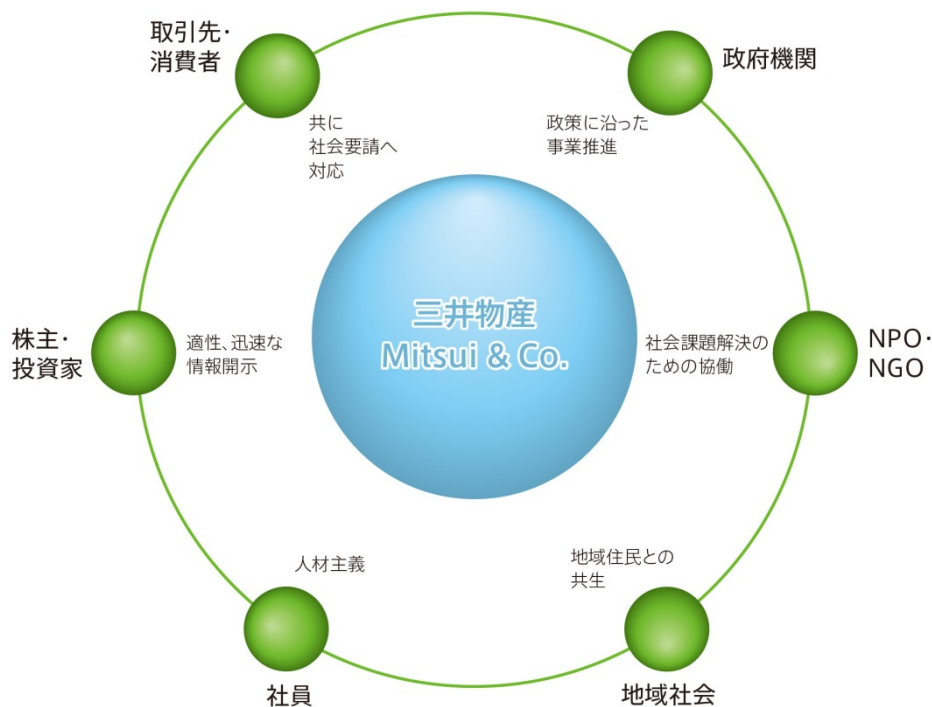 取引先・
消費者
共に
社会要請へ
対応
政府機関
政策に沿った
事業推進
三井物産
Mitsui & Co.
株主・
投資家
適性、迅速な
情報開示
社会課題解決の
ための協働
NPO・
NGO
人材主義
社員
地域住民との
共生
地域社会